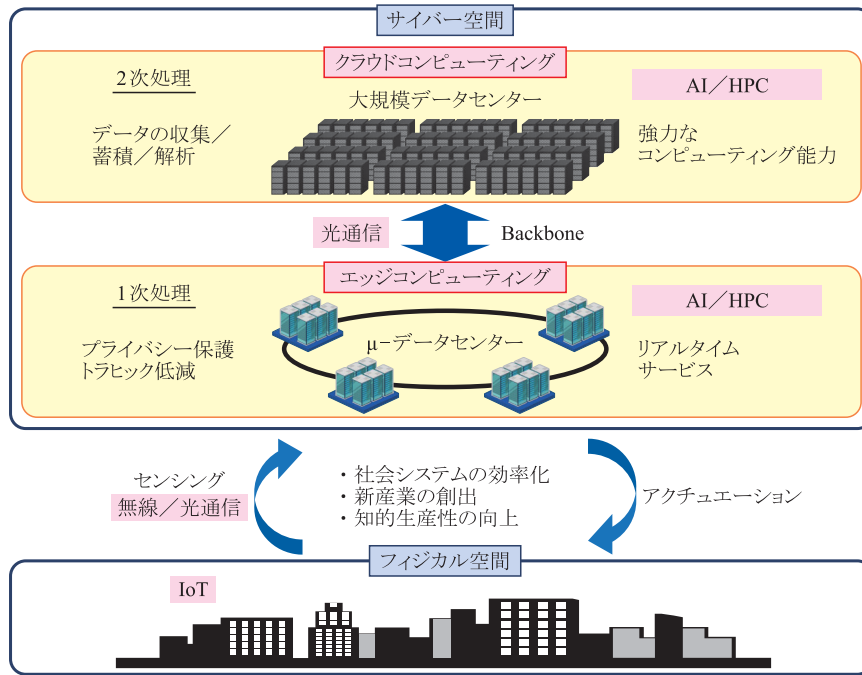 サイバー空間
クラウドコンピューティング
2次処理
大規模データセンター
AI／HPC
データの収集／
蓄積／解析
強力な
コンピューティング能力
光通信
Backbone
エッジコンピューティング
1次処理
AI／HPC
μ−データセンター
プライバシー保護
トラヒック低減
リアルタイム
サービス
センシング
無線／光通信
・社会システムの効率化
・新産業の創出
・知的生産性の向上
アクチュエーション
フィジカル空間
IoT